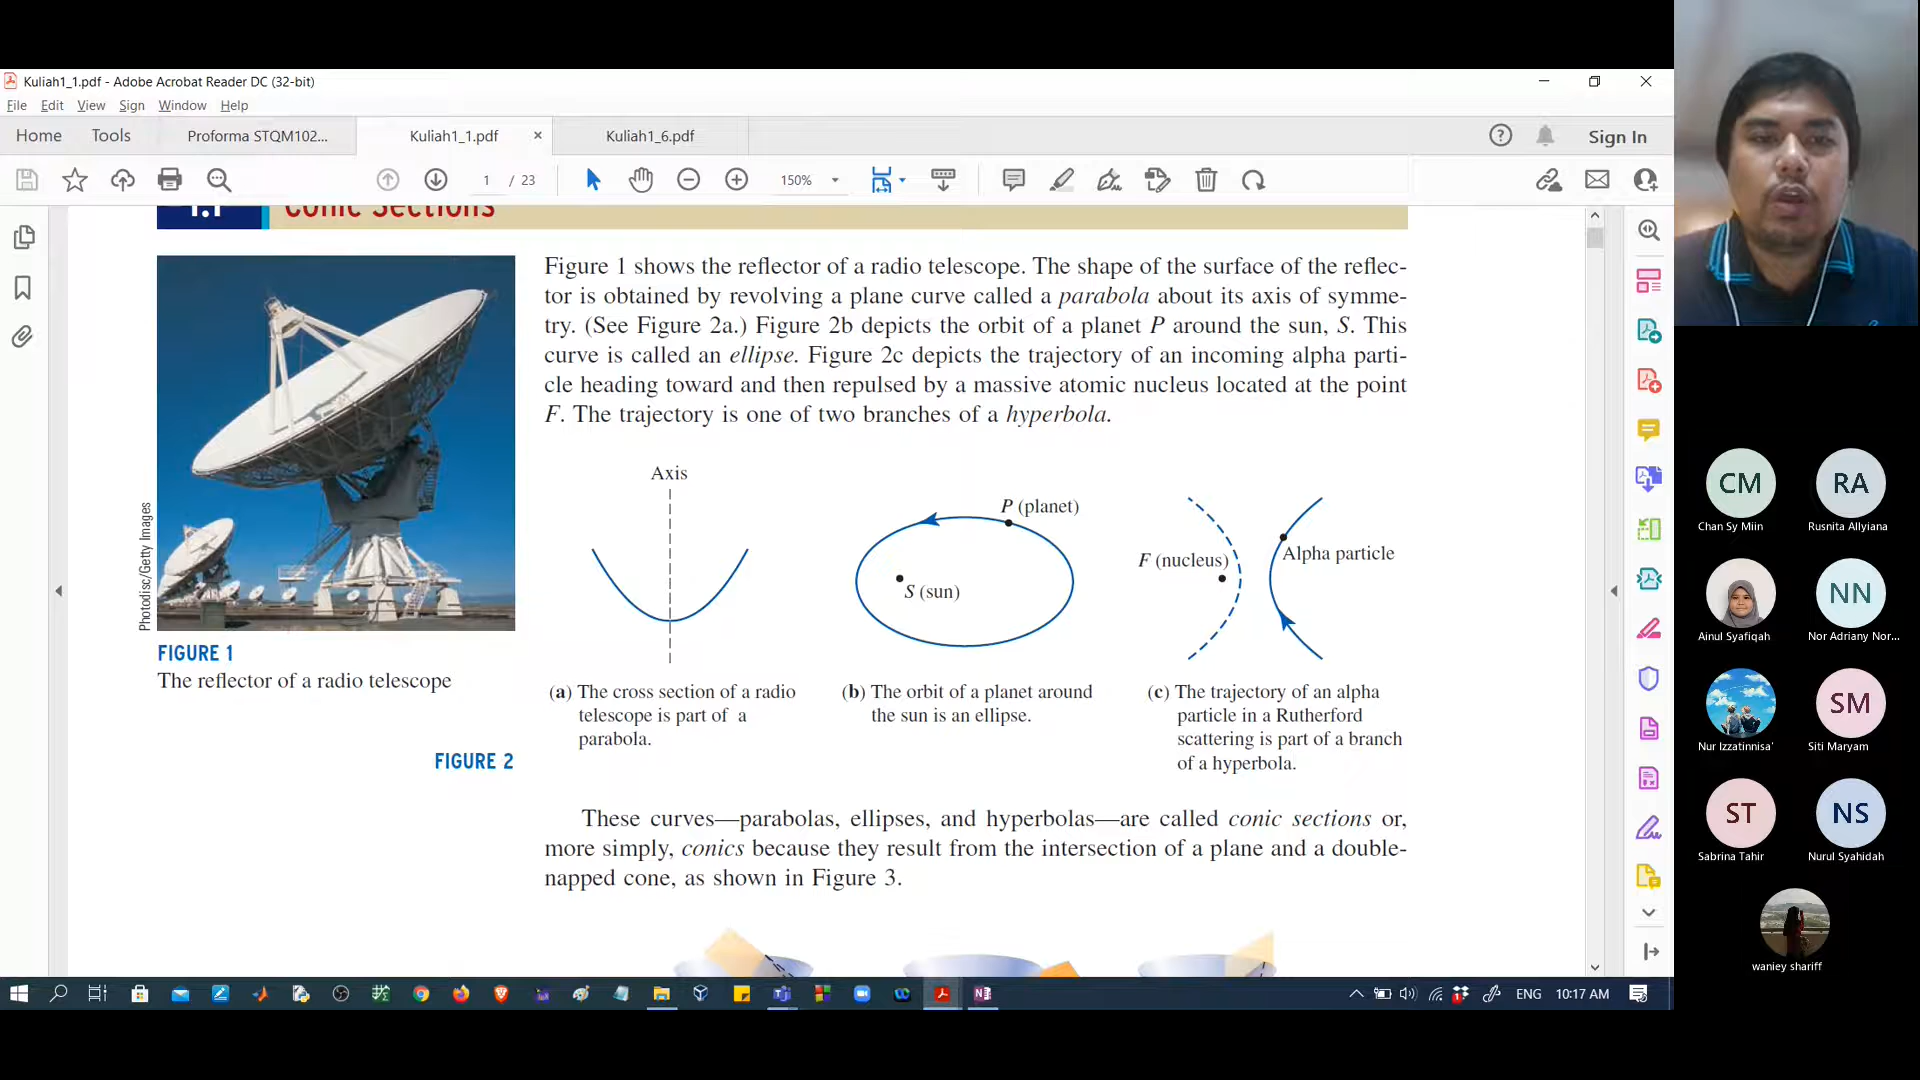 Kuliah1_1.pdf - Adobe Acrobat Reader DC (32-bit)
File Edit View Sign Window Help
Home Tools Proforma STQM102... Kuliah1_1.pdf Kuliah1_6.pdf Sign In
1 / 23 150%
1.1 Conic Sections
Figure 1 shows the reflector of a radio telescope. The shape of the surface of the reflec-
tor is obtained by revolving a plane curve called a parabola about its axis of symme-
try. (See Figure 2a.) Figure 2b depicts the orbit of a planet P around the sun, S. This
curve is called an ellipse. Figure 2c depicts the trajectory of an incoming alpha parti-
cle heading toward and then repulsed by a massive atomic nucleus located at the point
F. The trajectory is one of two branches of a hyperbola.
Photodisc/Getty Images
FIGURE 1
The reflector of a radio telescope
Axis
P (planet)
S (sun)
F (nucleus)
Alpha particle
(a) The cross section of a radio
telescope is part of a
parabola.
(b) The orbit of a planet around
the sun is an ellipse.
(c) The trajectory of an alpha
particle in a Rutherford
scattering is part of a branch
of a hyperbola.
FIGURE 2
These curves—parabolas, ellipses, and hyperbolas—are called conic sections or,
more simply, conics because they result from the intersection of a plane and a double-
napped cone, as shown in Figure 3.
ENG 10:17 AM
CM RA
Chan Sy Miin Rusnita Allyiana
NN
Ainul Syafiqah Nor Adriany Nor...
SM
Nur Izzatinnisa' Siti Maryam
ST NS
Sabrina Tahir Nurul Syahidah
waniey shariff